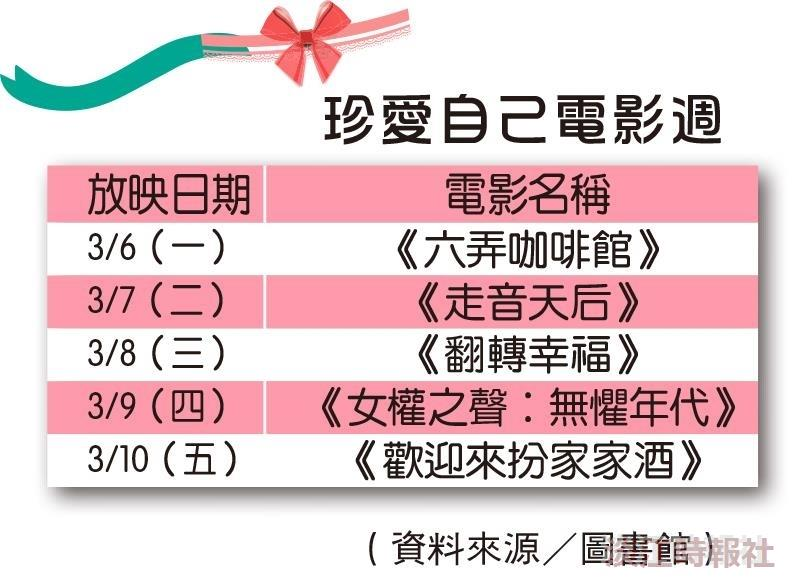 珍愛自己電影週
放映日期 電影名稱
3/6（一） 《六弄咖啡館》
3/7（二） 《走音天后》
3/8（三） 《翻轉幸福》
3/9（四） 《女權之聲：無懼年代》
3/10（五） 《歡迎來扮家家酒》
（資料來源／圖書館）
淡江時報社